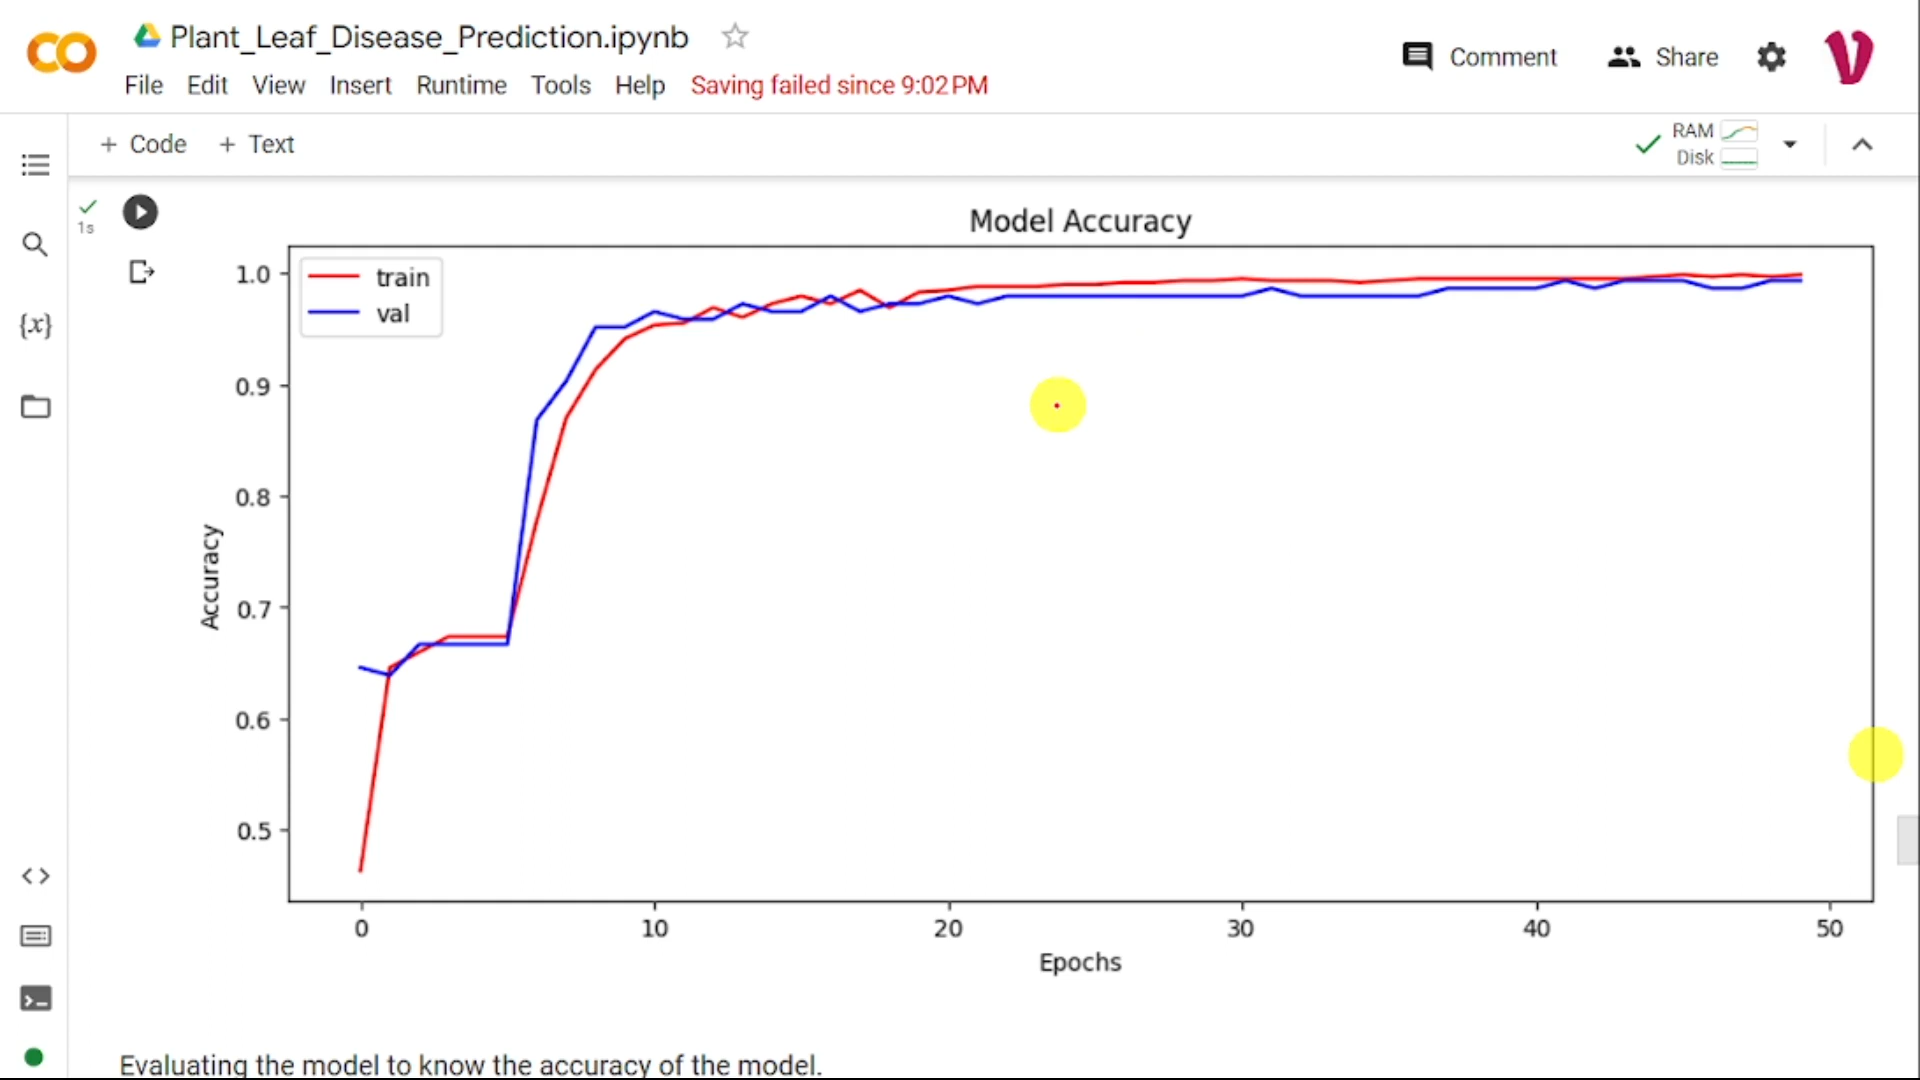 Plant_Leaf_Disease_Prediction.ipynb
Comment
Share
File Edit View Insert Runtime Tools Help Saving failed since 9:02 PM
+ Code + Text
RAM
Disk
1s
{x}
Model Accuracy
train
val
1.0
0.9
0.8
0.7
0.6
0.5
Accuracy
0 10 20 30 40 50
Epochs
Evaluating the model to know the accuracy of the model.